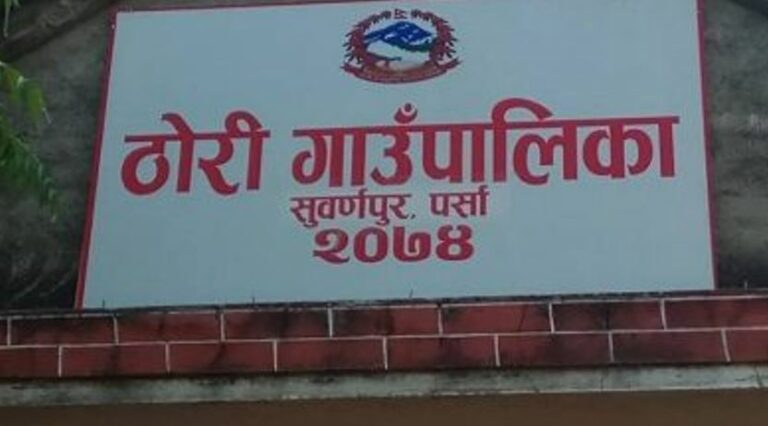 ठोरी गाउँपालिका
सुवर्णपुर, पर्सा
२०७४